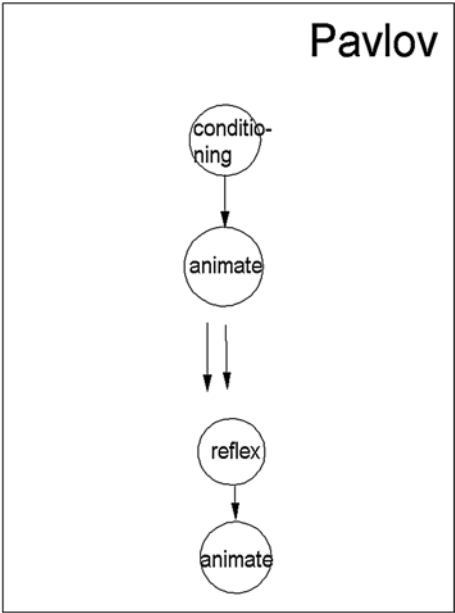 Pavlov
conditio-
ning
animate
reflex
animate